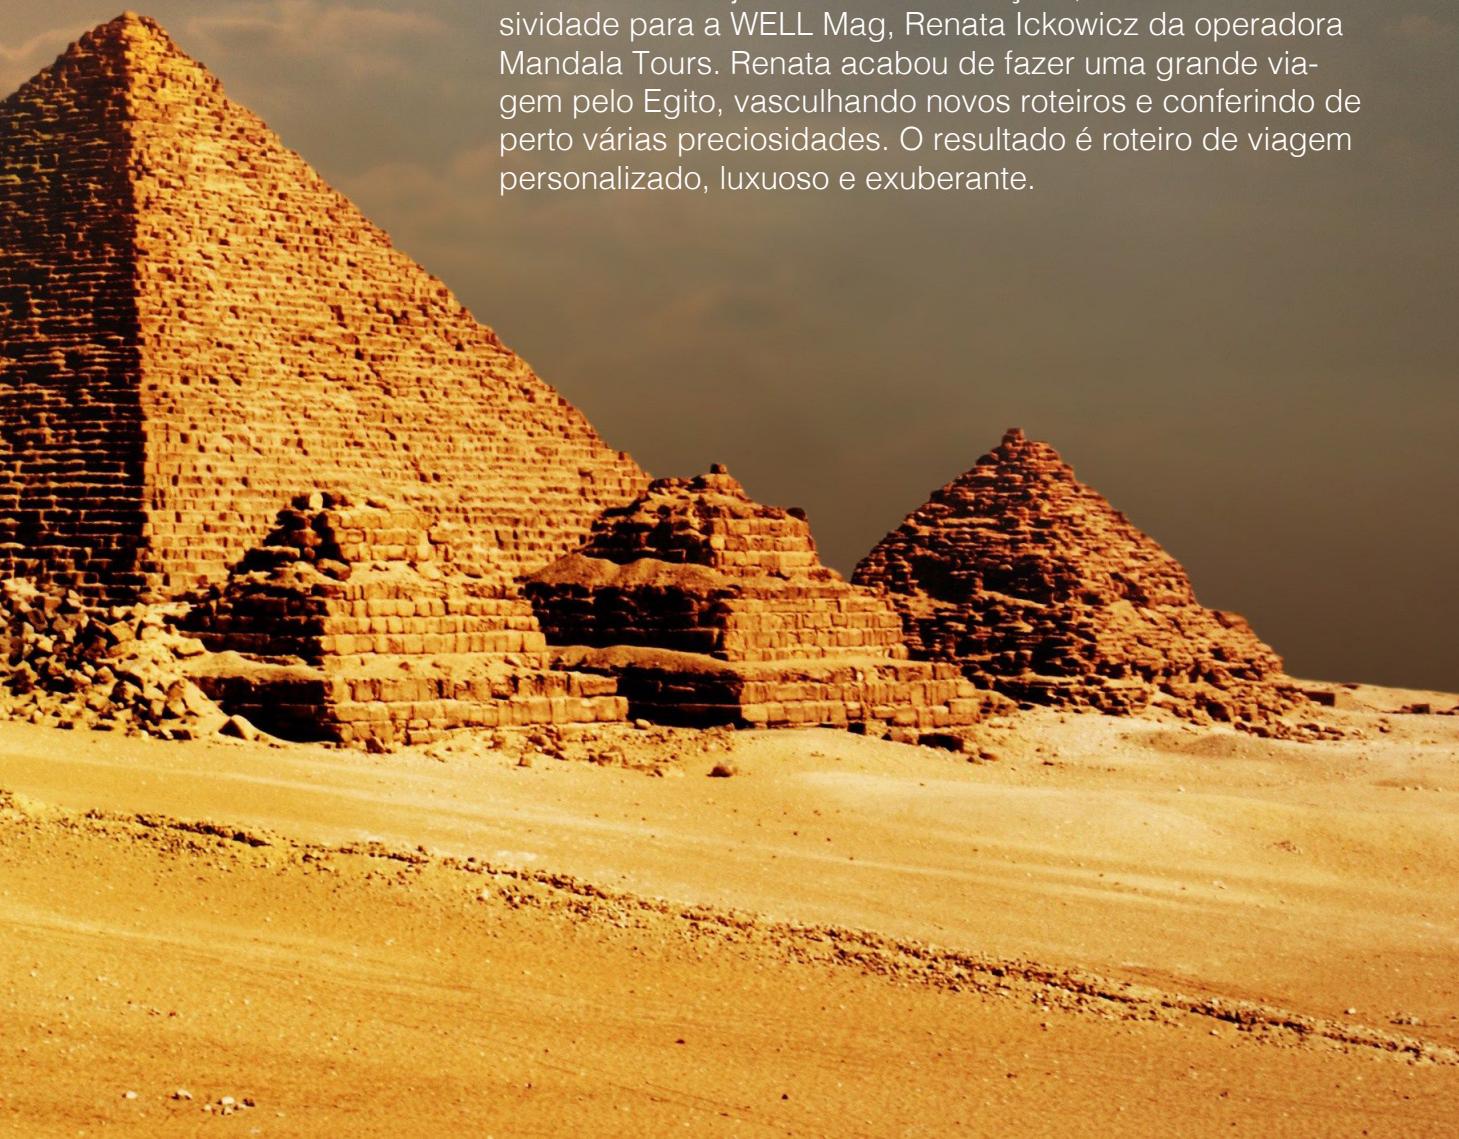 sividade para a WELL Mag, Renata Ickowicz da operadora
Mandala Tours. Renata acabou de fazer uma grande via-
gem pelo Egito, vasculhando novos roteiros e conferindo de
perto várias preciosidades. O resultado é roteiro de viagem
personalizado, luxuoso e exuberante.